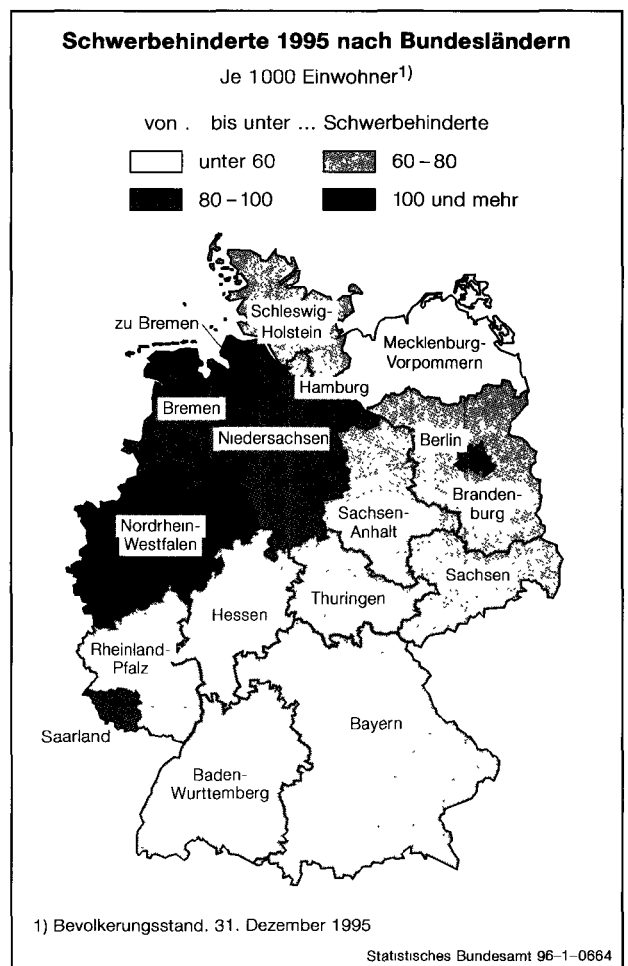 Schwerbehinderte 1995 nach Bundesländern
Je 1000 Einwohner1)
von . bis unter ... Schwerbehinderte
unter 60
60–80
80–100
100 und mehr
Schleswig-
Holstein
zu Bremen
Mecklenburg-
Vorpommern
Hamburg
Bremen
Niedersachsen
Berlin
Branden-
burg
Sachsen-
Anhalt
Nordrhein-
Westfalen
Sachsen
Thuringen
Hessen
Rheinland-
Pfalz
Saarland
Bayern
Baden-
Wurttemberg
1) Bevolkerungsstand. 31. Dezember 1995
Statistisches Bundesamt 96–1–0664